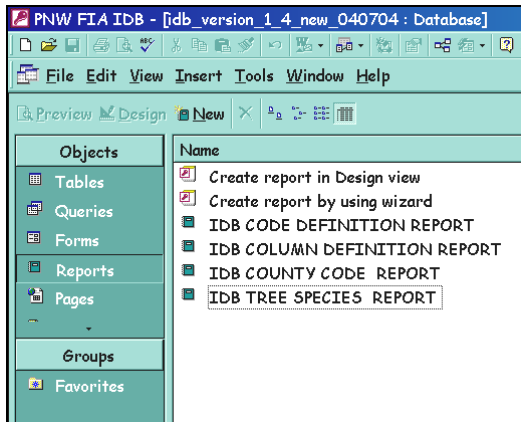 PNW FIA IDB - [idb_version_1_4_new_040704 : Database]
File Edit View Insert Tools Window Help
Preview Design New
Objects
Tables
Queries
Forms
Reports
Pages
Groups
Favorites
Name
Create report in Design view
Create report by using wizard
IDB CODE DEFINITION REPORT
IDB COLUMN DEFINITION REPORT
IDB COUNTY CODE REPORT
IDB TREE SPECIES REPORT